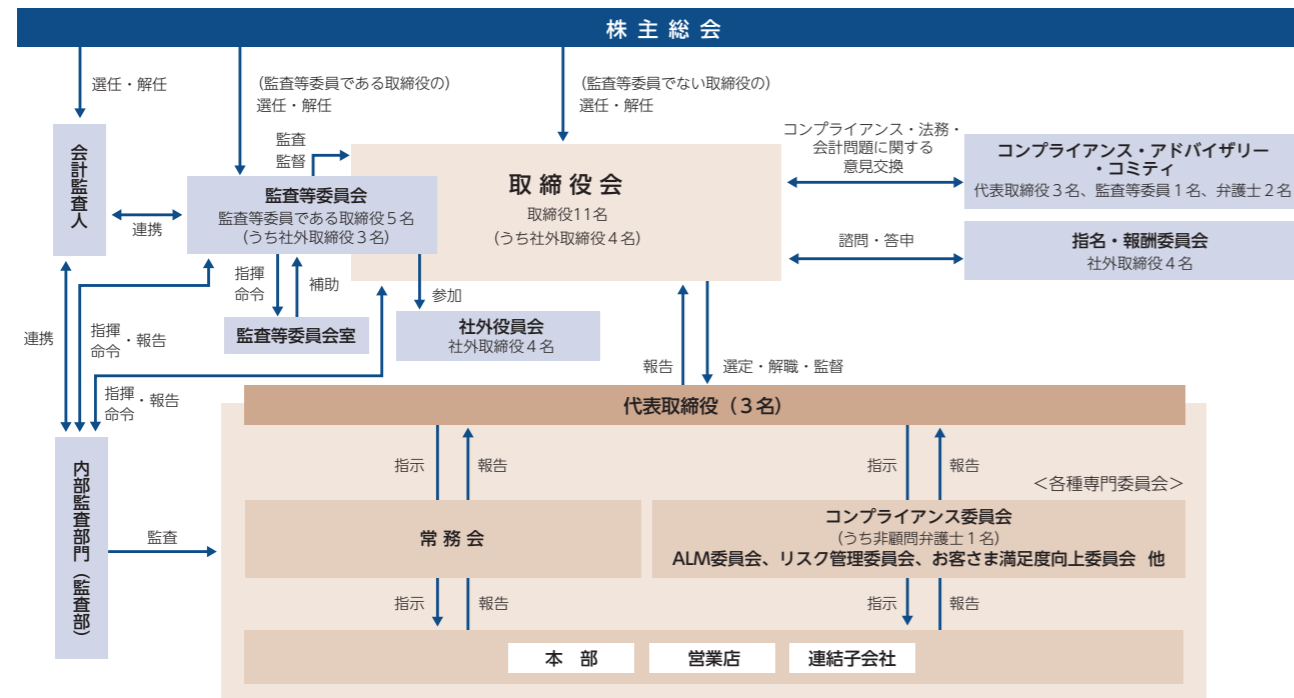 株主総会
選任・解任
(監査等委員である取締役の)
選任・解任
(監査等委員でない取締役の)
選任・解任
会計監査人
監査
監督
取締役会
取締役11名
(うち社外取締役4名)
コンプライアンス・法務・
会計問題に関する
意見交換
コンプライアンス・アドバイザリー
・コミティ
代表取締役3名、監査等委員1名、弁護士2名
監査等委員会
監査等委員である取締役5名
(うち社外取締役3名)
連携
諮問・答申
指名・報酬委員会
社外取締役4名
指揮
命令
補助
参加
監査等委員会室
社外役員会
社外取締役4名
連携
指揮
命令
・報告
指揮
命令
・報告
報告
選定・解職・監督
代表取締役(3名)
内部監査部門(監査部)
監査
指示
報告
指示
報告
<各種専門委員会>
常務会
コンプライアンス委員会
(うち非顧問弁護士1名)
ALM委員会、リスク管理委員会、お客さま満足度向上委員会 他
指示
報告
指示
報告
本 部
営業店
連結子会社